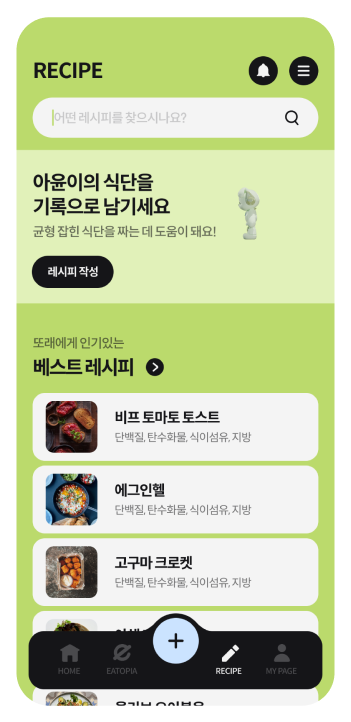 RECIPE
어떤 레시피를 찾으시나요?
아윤이의 식단을
기록으로 남기세요
균형 잡힌 식단을 짜는 데 도움이 돼요!
레시피 작성
또래에게 인기있는
베스트 레시피
비프 토마토 토스트
단백질, 탄수화물, 식이섬유, 지방
에그인헬
단백질, 탄수화물, 식이섬유, 지방
고구마 크로켓
단백질, 탄수화물, 식이섬유, 지방
HOME
EATOPIA
RECIPE
MY PAGE